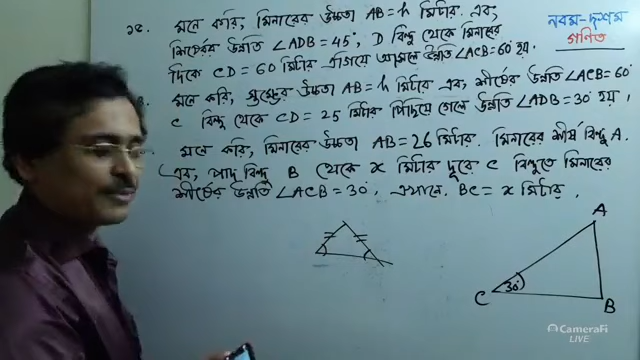 ১৫. মনে করি, মিনারের উচ্চতা AB = h মিটার. এবং
শীর্ষের উন্নতি ∠ADB = 45°, D বিন্দু থেকে মিনারের
দিকে CD = 60 মিটার এগিয়ে আসলে উন্নতি ∠ACB = 60° হয়.
মনে করি, স্তম্ভের উচ্চতা AB = h মিটার এবং, শীর্ষের উন্নতি ∠ACB = 60°
C বিন্দু থেকে CD = 25 মিটার পিছিয়ে গেলে উন্নতি ∠ADB = 30° হয়,
মনে করি, মিনারের উচ্চতা AB = 26 মিটার. মিনারের শীর্ষ বিন্দু A.
এবং, পাদ বিন্দু B থেকে x মিটার দূরে C বিন্দুতে মিনারের
শীর্ষের উন্নতি ∠ACB = 30°, এখানে. BC = x মিটার.
নবম-দশম
গণিত
A
C 30° B
CameraFi
LIVE